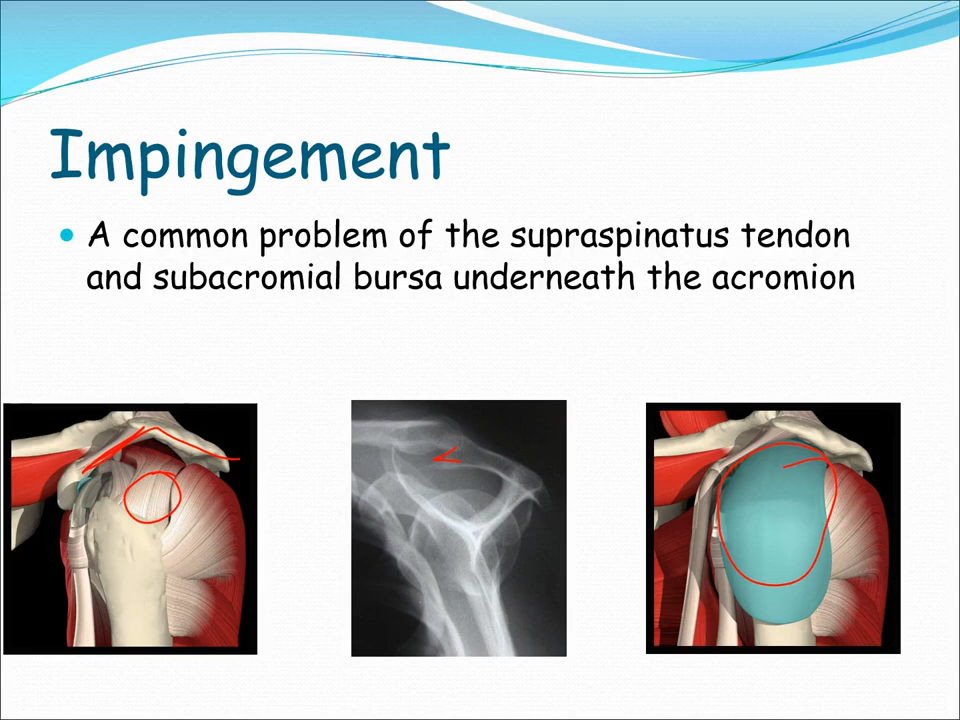 Impingement
A common problem of the supraspinatus tendon
and subacromial bursa underneath the acromion